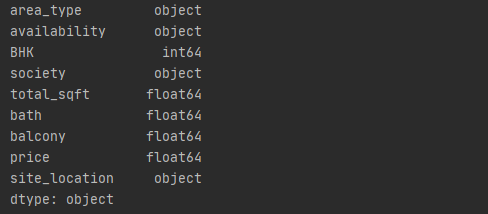 area_type object
availability object
BHK int64
society object
total_sqft float64
bath float64
balcony float64
price float64
site_location object
dtype: object